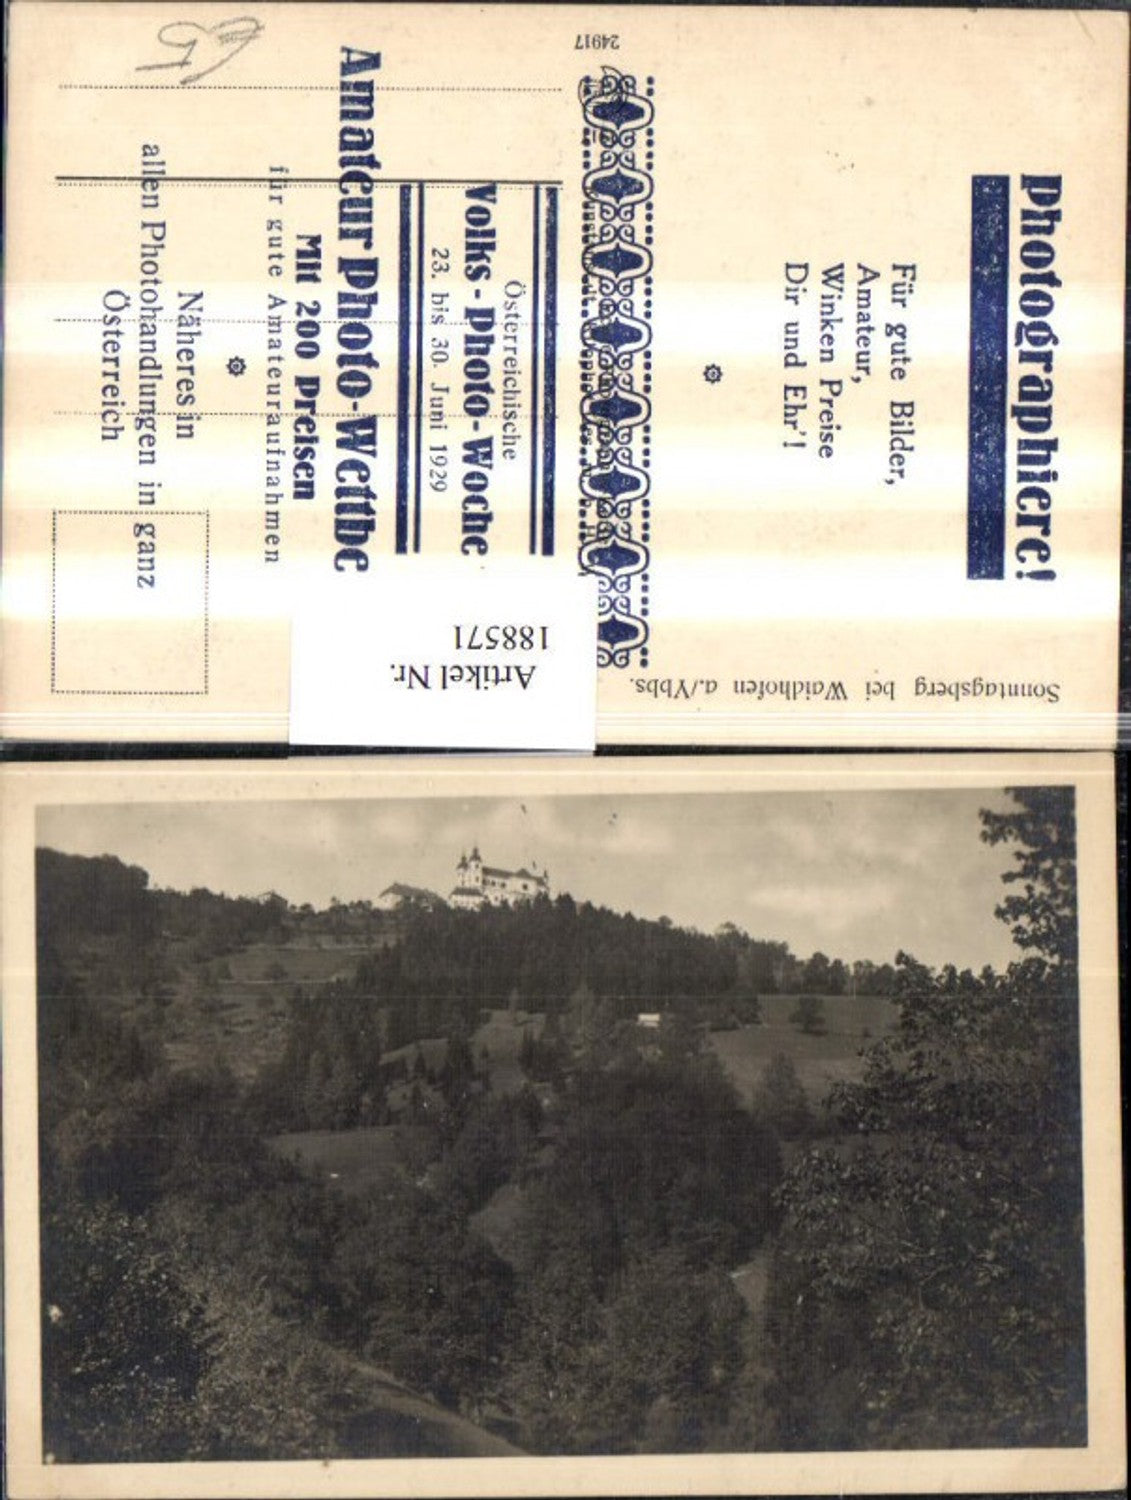 Photographiere!
Für gute Bilder,
Amateur,
Winken Preise
Dir und Ehr'!
Österreichische
Volks-Photo-Woche
23. bis 30. Juni 1929
Amateur Photo-Wettbe
Mit 200 Preisen
für gute Amateuraufnahmen
Näheres in
allen Photohandlungen in ganz
Österreich
Sonntagsberg bei Waidhofen a./Ybbs.
24917
Artikel Nr.
188571